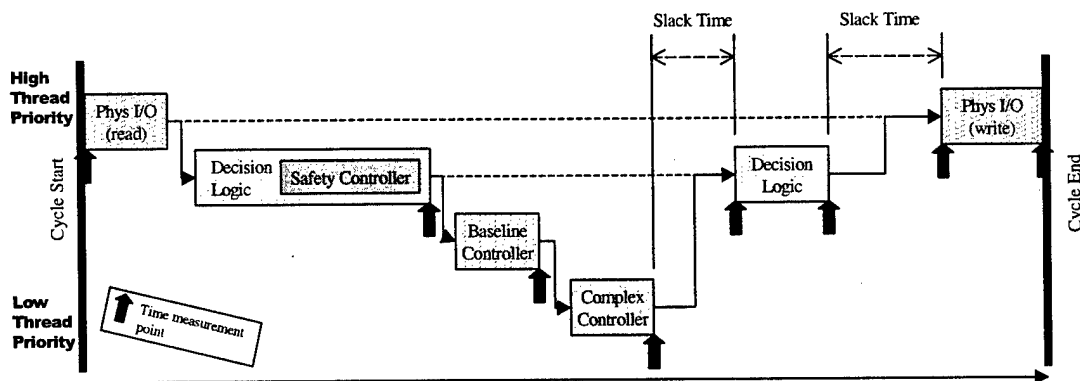 Slack Time
Slack Time
High
Thread
Priority
Phys I/O
(read)
Phys I/O
(write)
Decision
Logic
Safety Controller
Decision
Logic
Cycle Start
Cycle End
Baseline
Controller
Complex
Controller
Low
Thread
Priority
Time measurement
point